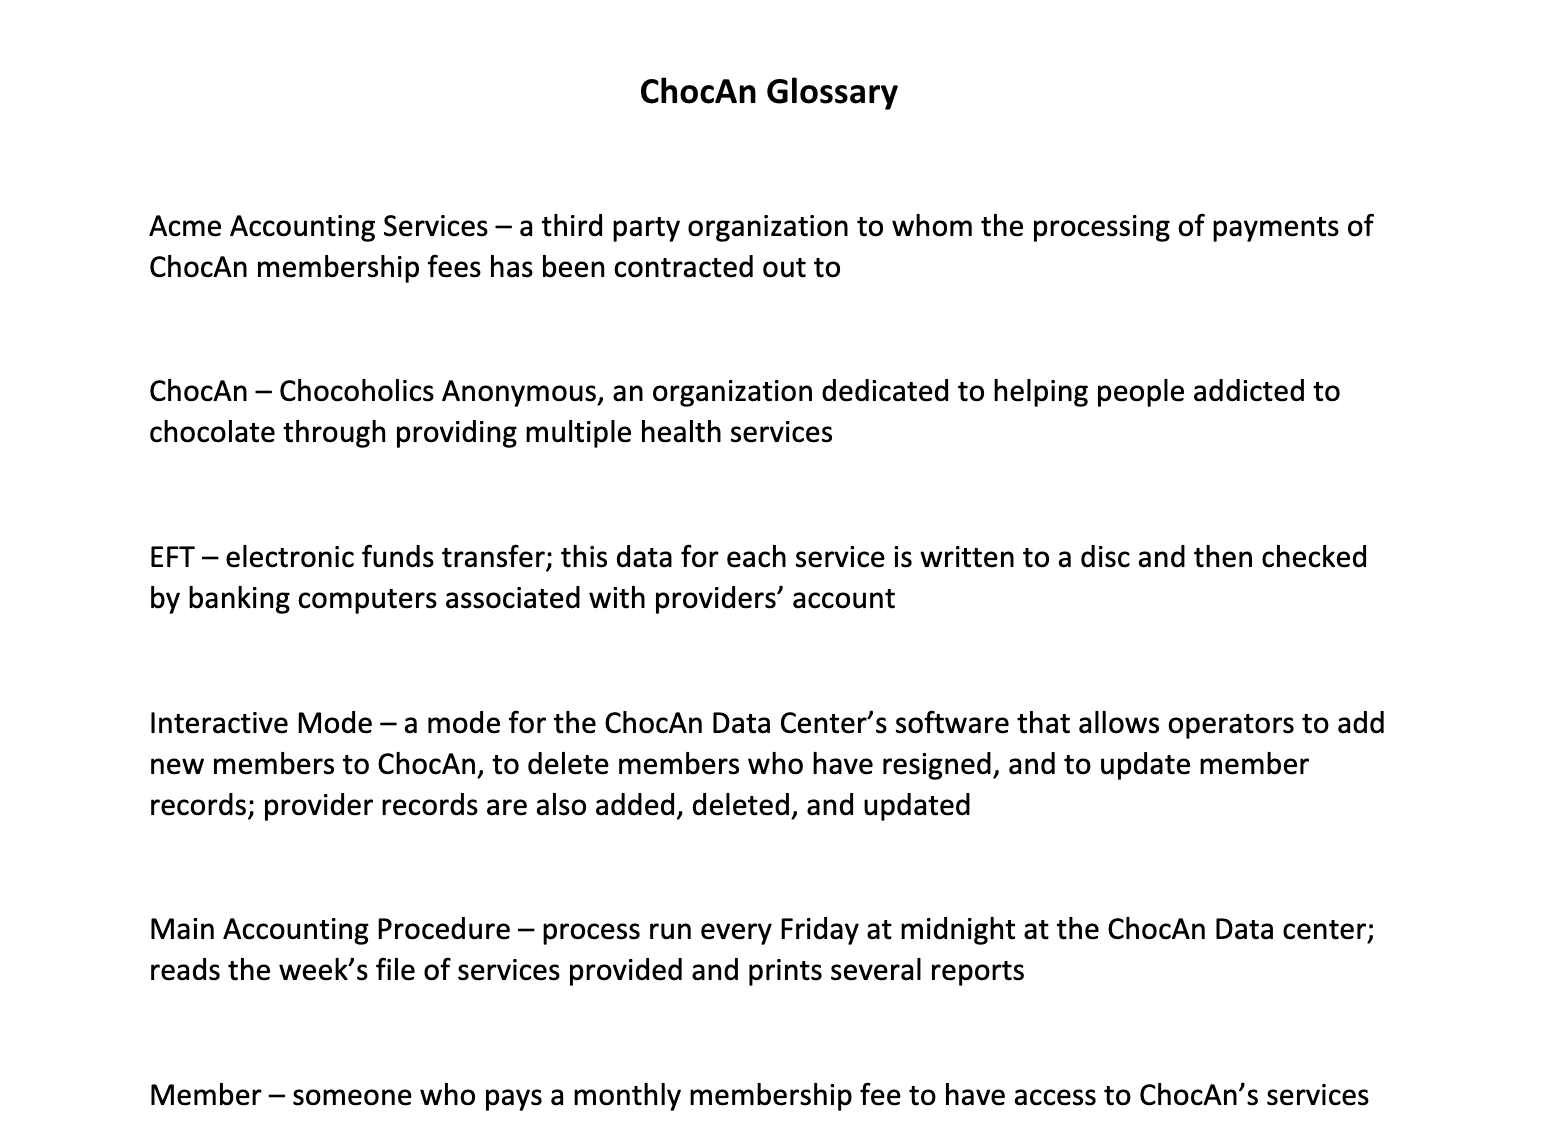 ChocAn Glossary
Acme Accounting Services – a third party organization to whom the processing of payments of
ChocAn membership fees has been contracted out to
ChocAn – Chocoholics Anonymous, an organization dedicated to helping people addicted to
chocolate through providing multiple health services
EFT – electronic funds transfer; this data for each service is written to a disc and then checked
by banking computers associated with providers’ account
Interactive Mode – a mode for the ChocAn Data Center’s software that allows operators to add
new members to ChocAn, to delete members who have resigned, and to update member
records; provider records are also added, deleted, and updated
Main Accounting Procedure – process run every Friday at midnight at the ChocAn Data center;
reads the week’s file of services provided and prints several reports
Member – someone who pays a monthly membership fee to have access to ChocAn’s services